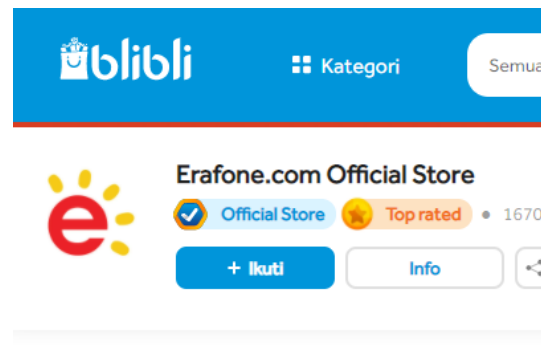 blibli
Kategori
Semua
Erafone.com Official Store
Official Store Top rated • 1670
+ Ikuti Info